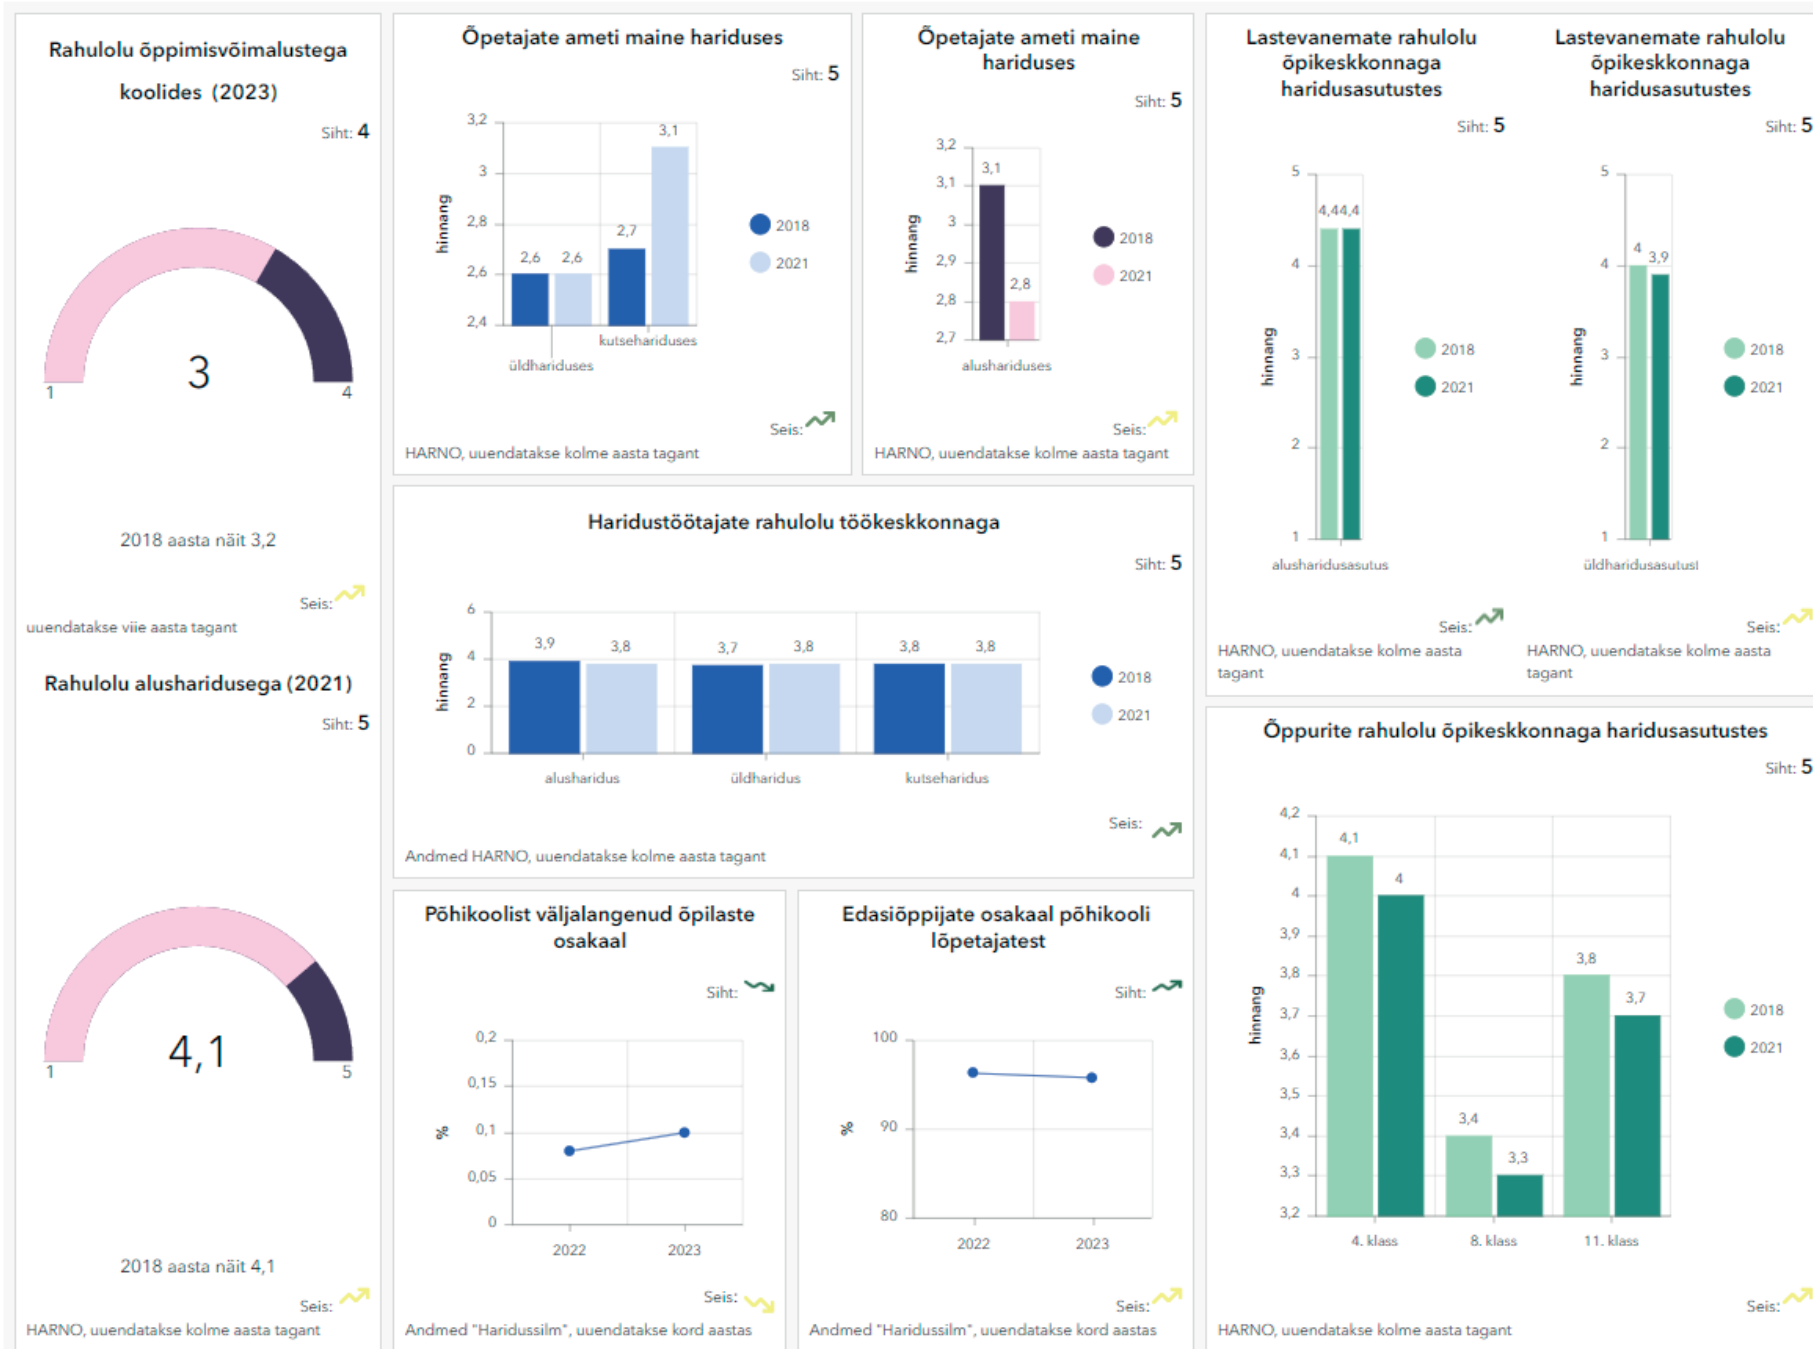 Rahulolu õppimisvõimalustega
koolides (2023)
Siht: 4
3
1
4
2018 aasta näit 3,2
Seis:
uuendatakse viie aasta tagant
Rahulolu alusharidusega (2021)
Siht: 5
4,1
1
5
2018 aasta näit 4,1
Seis:
HARNO, uuendatakse kolme aasta tagant
Õpetajate ameti maine hariduses
Siht: 5
3,2
3
2,8
2,6
2,4
hinnang
2,6
2,6
2,7
3,1
kutsehariduses
üldhariduses
2018
2021
Seis:
HARNO, uuendatakse kolme aasta tagant
Õpetajate ameti maine
hariduses
Siht: 5
3,2
3,1
3
2,9
2,8
2,7
hinnang
3,1
2,8
alushariduses
2018
2021
Seis:
HARNO, uuendatakse kolme aasta tagant
Lastevanemate rahulolu
õpikeskkonnaga
haridusasutustes
Siht: 5
5
4
3
2
1
hinnang
4,4
4,4
alusharidusasutus
2018
2021
Seis:
HARNO, uuendatakse kolme aasta
tagant
Lastevanemate rahulolu
õpikeskkonnaga
haridusasutustes
Siht: 5
5
4
3
2
1
hinnang
4
3,9
üldharidusasutust
2018
2021
Seis:
HARNO, uuendatakse kolme aasta
tagant
Haridustöötajate rahulolu töökeskkonnaga
Siht: 5
6
4
2
0
hinnang
3,9
3,8
3,7
3,8
3,8
3,8
alusharidus
üldharidus
kutseharidus
2018
2021
Seis:
Andmed HARNO, uuendatakse kolme aasta tagant
Põhikoolist väljalangenud õpilaste
osakaal
Siht:
0,2
0,15
0,1
0,05
0
%
2022
2023
Seis:
Andmed "Haridussilm", uuendatakse kord aastas
Edasiõppijate osakaal põhikooli
lõpetajatest
Siht:
100
90
80
%
2022
2023
Seis:
Andmed "Haridussilm", uuendatakse kord aastas
Õppurite rahulolu õpikeskkonnaga haridusasutustes
Siht: 5
4,2
4,1
4
3,9
3,8
3,7
3,6
3,5
3,4
3,3
3,2
hinnang
4,1
4
3,4
3,3
3,8
3,7
4. klass
8. klass
11. klass
2018
2021
Seis:
HARNO, uuendatakse kolme aasta tagant